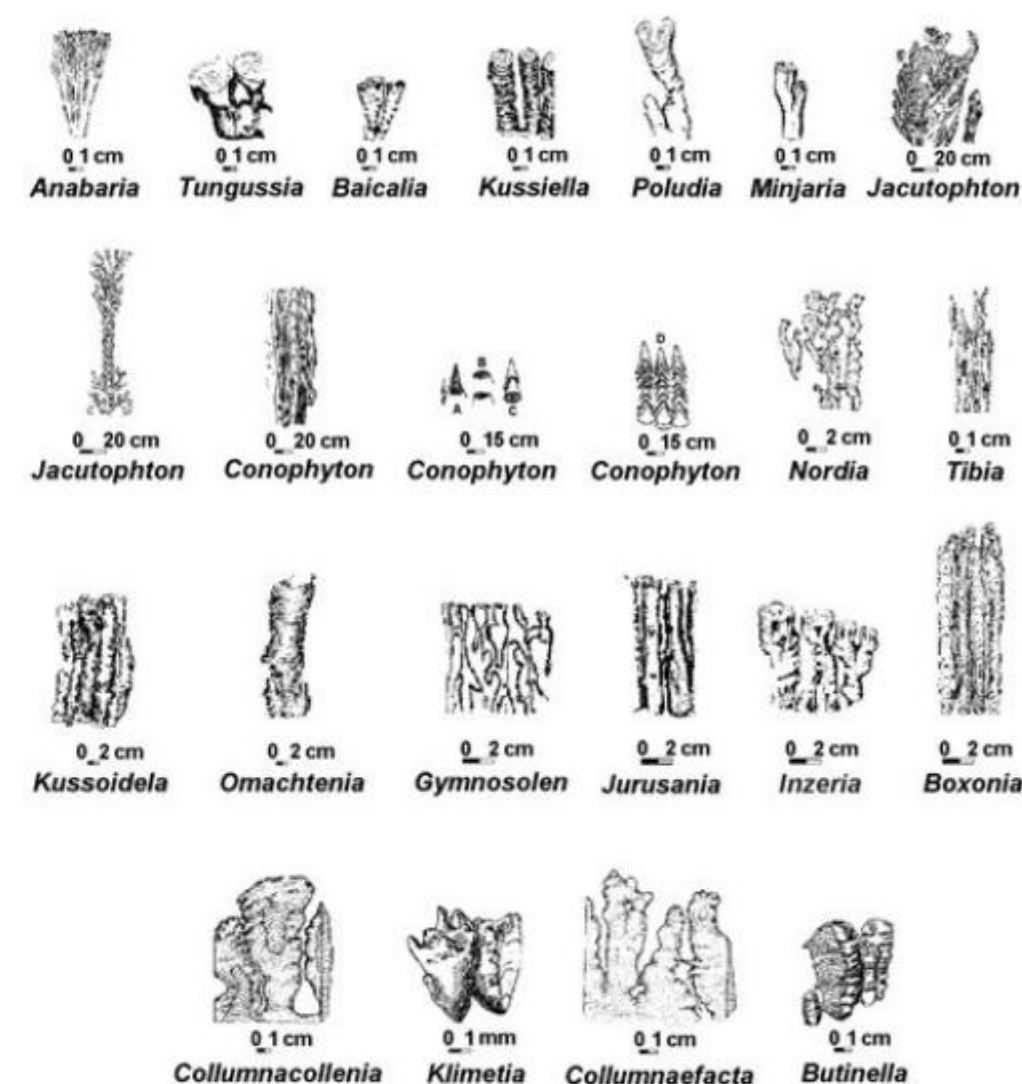 0 1 cm 0 1 cm 0 1 cm 0 1 cm 0 1 cm 0 1 cm 0 20 cm
Anabaria Tungussia Baicalia Kussiella Poludia Minjaria Jacutophton
B
A C
D
0 20 cm 0 20 cm 0 15 cm 0 15 cm 0 2 cm 0 1 cm
Jacutophton Conophyton Conophyton Conophyton Nordia Tibia
0 2 cm 0 2 cm 0 2 cm 0 2 cm 0 2 cm 0 2 cm
Kussoidela Omachtenia Gymnosolen Jurusania Inzeria Boxonia
0 1 cm 0 1 mm 0 1 cm 0 1 cm
Collumnacollenia Klimetia Collumnaefacta Butinella